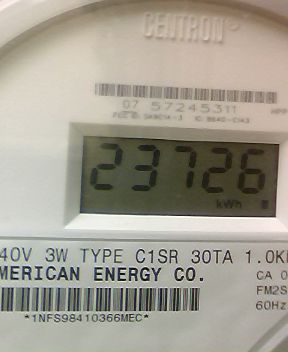 CENTRON®
07 57245311
23726
kWh
40V 3W TYPE C1SR 30TA 1.0K
MERICAN ENERGY CO.
CA 0
FM2S
60Hz
*1NFS98410366MEC*